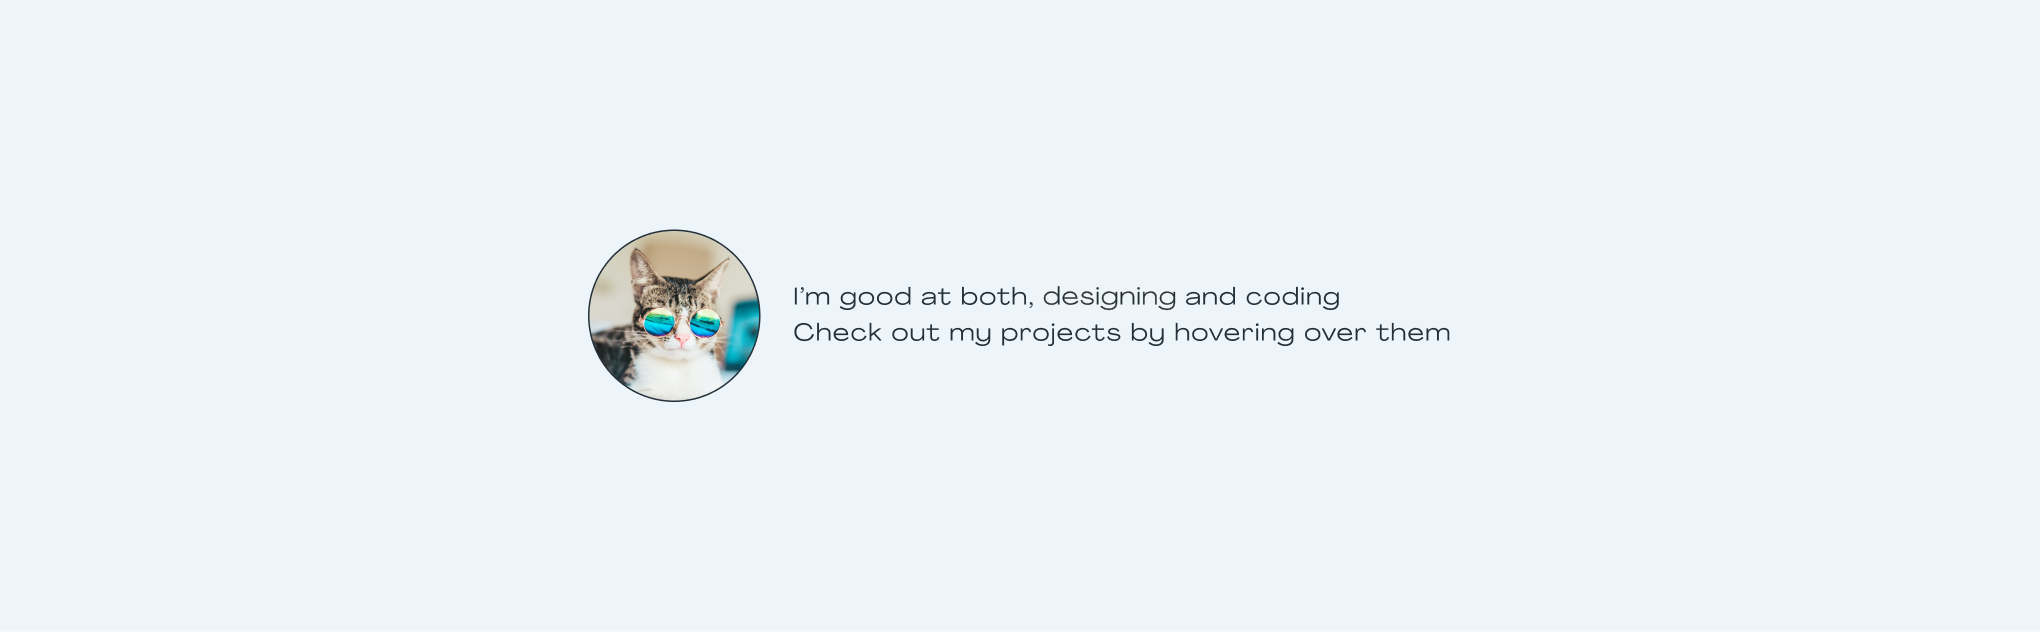 I’m good at both, designing and coding
Check out my projects by hovering over them